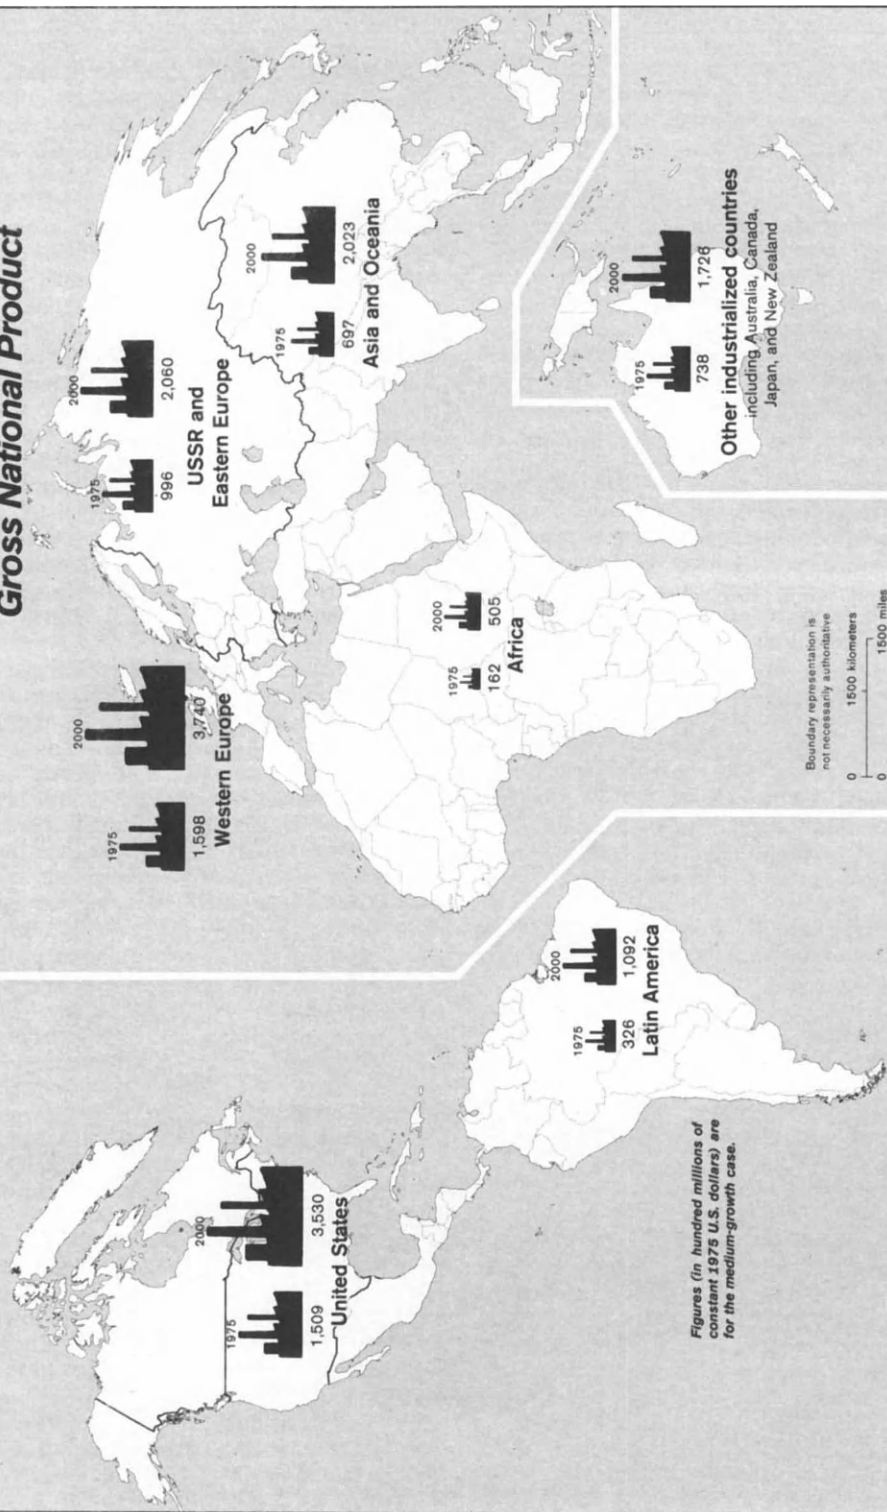 Gross National Product
1975
1,509
2000
3,530
United States
1975
1,598
2000
3,740
Western Europe
1975
996
2000
2,060
USSR and
Eastern Europe
1975
697
2000
2,023
Asia and Oceania
1975
162
2000
505
Africa
1975
326
2000
1,092
Latin America
1975
738
2000
1,726
Other industrialized countries
including Australia, Canada,
Japan, and New Zealand
Figures (in hundred millions of
constant 1975 U.S. dollars) are
for the medium-growth case.
Boundary representation is
not necessarily authoritative
0 1500 kilometers
0 1500 miles